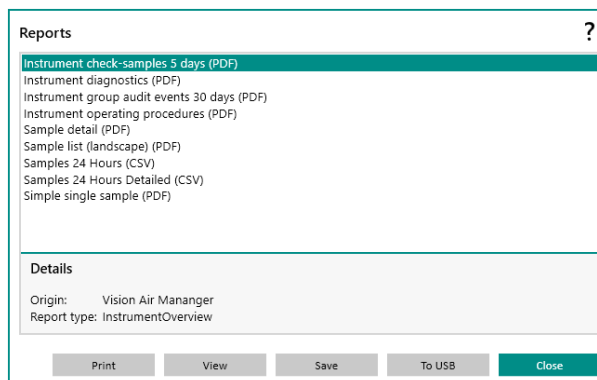 Reports ?
Instrument check-samples 5 days (PDF)
Instrument diagnostics (PDF)
Instrument group audit events 30 days (PDF)
Instrument operating procedures (PDF)
Sample detail (PDF)
Sample list (landscape) (PDF)
Samples 24 Hours (CSV)
Samples 24 Hours Detailed (CSV)
Simple single sample (PDF)
Details
Origin: Vision Air Mananger
Report type: InstrumentOverview
Print View Save To USB Close